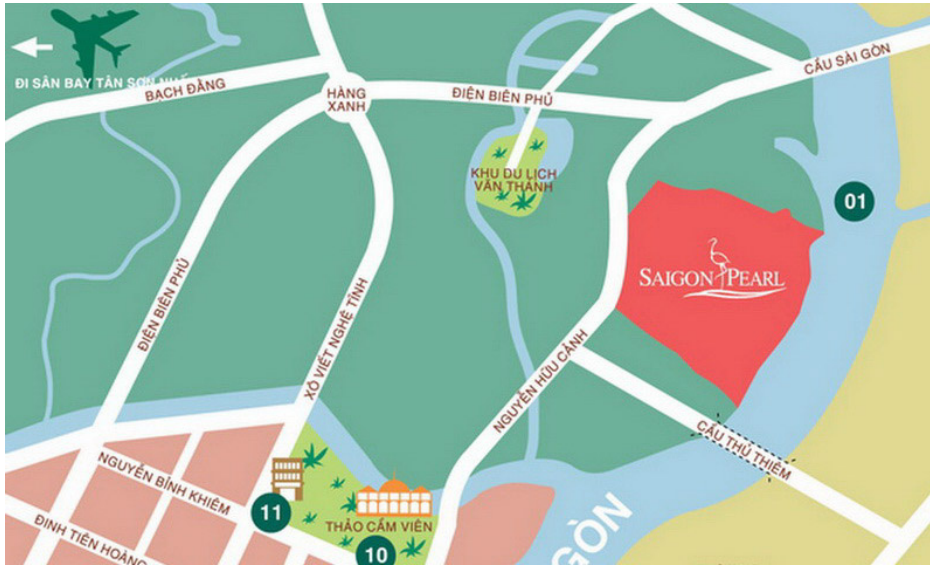 ĐI SÂN BAY TÂN SƠN
BẠCH ĐẰNG
HÀNG
XANH
ĐIỆN BIÊN PHỦ
CẦU SÀI GÒN
KHU DU LỊCH
VĂN THÁNH
01
SAIGON PEARL
ĐIỆN BIÊN PHỦ
XÔ VIẾT NGHỆ TĨNH
NGUYỄN HỮU CẢNH
CẦU THỦ THIÊM
NGUYỄN BỈNH KHIÊM
11
THẢO CẦM VIÊN
ĐINH TIÊN HOÀNG
10
GÒN